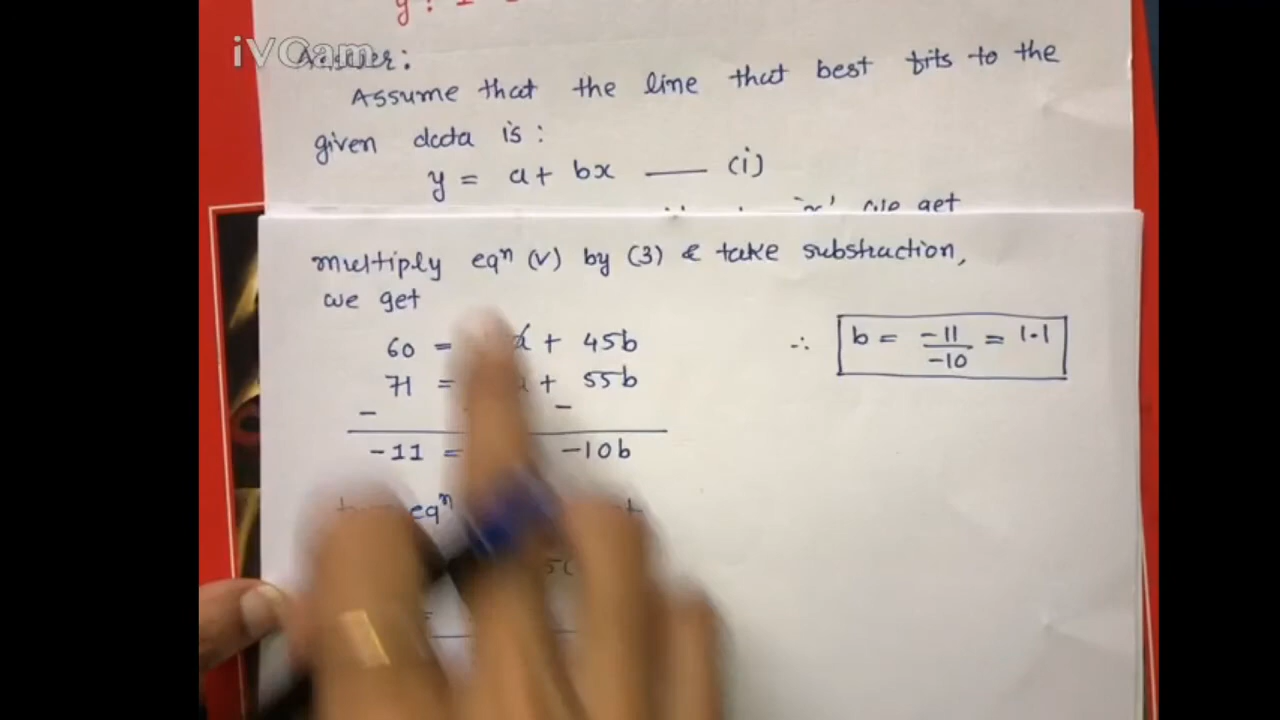 iVCam
Answer:
Assume that the line that best fits to the
given data is:
y = a + bx —— (i)
we get
multiply eqⁿ (v) by (3) & take substraction,
we get
60 = a + 45b
71 = a + 55b
- -
-11 = -10b
∴ b = -11/-10 = 1.1
eqⁿ